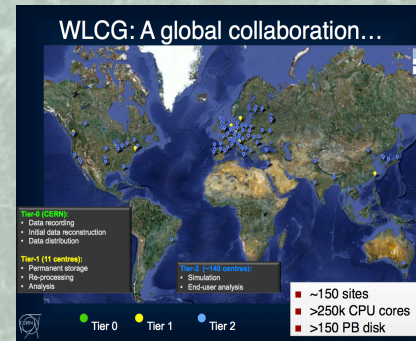 WLCG: A global collaboration…
Tier-0 (CERN):
• Data recording
• Initial data reconstruction
• Data distribution
Tier-1 (11 centres):
• Permanent storage
• Re-processing
• Analysis
Tier-2 (~140 centres):
• Simulation
• End-user analysis
~150 sites
>250k CPU cores
>150 PB disk
CERN
Tier 0
Tier 1
Tier 2